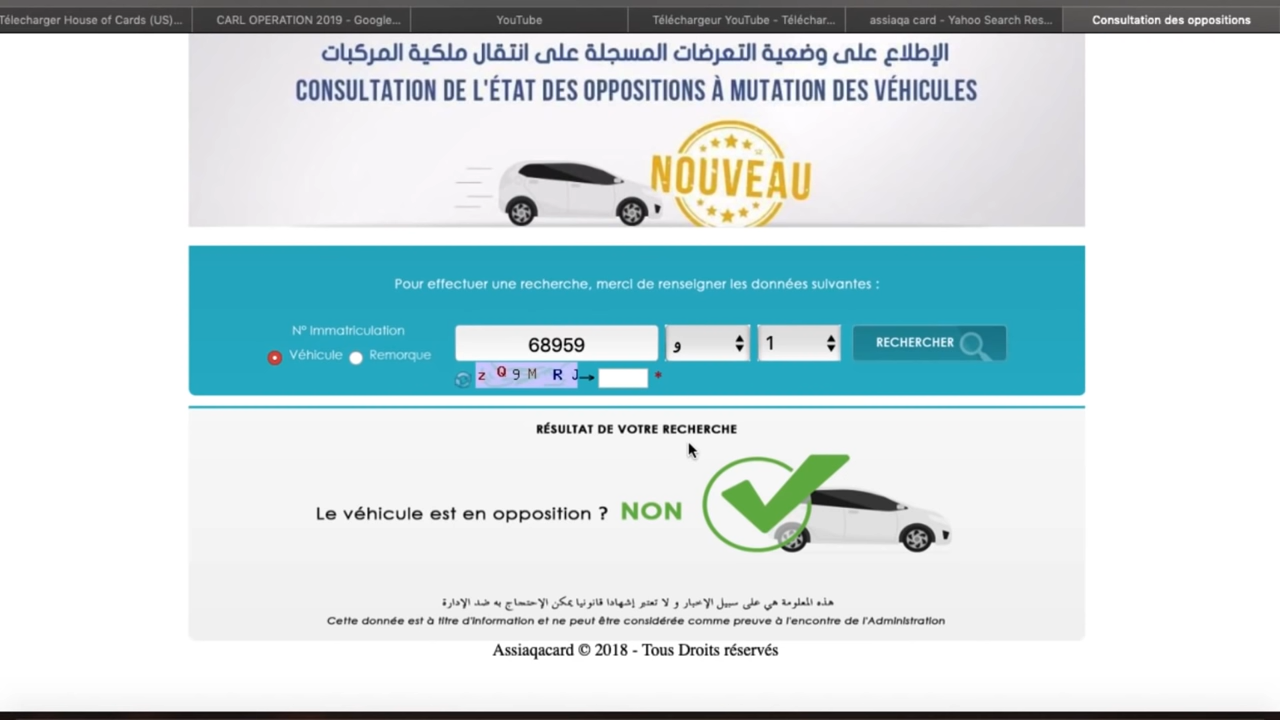 Télecharger House of Cards (US)... CARL OPERATION 2019 - Google... YouTube Téléchargeur YouTube - Téléchar... assiaqa card - Yahoo Search Res... Consultation des oppositions
الإطلاع على وضعية التعرضات المسجلة على انتقال ملكية المركبات
CONSULTATION DE L'ÉTAT DES OPPOSITIONS À MUTATION DES VÉHICULES
NOUVEAU
Pour effectuer une recherche, merci de renseigner les données suivantes :
N° Immatriculation
Véhicule Remorque
68959 و 1 RECHERCHER
z Q 9 M R J→ *
RÉSULTAT DE VOTRE RECHERCHE
Le véhicule est en opposition ? NON
هذه المعلومة هي على سبيل الإخبار و لا تعتبر إشهادا قانونيا يمكن الإحتجاج به ضد الإدارة
Cette donnée est à titre d'information et ne peut être considérée comme preuve à l'encontre de l'Administration
Assiaqacard © 2018 - Tous Droits réservés